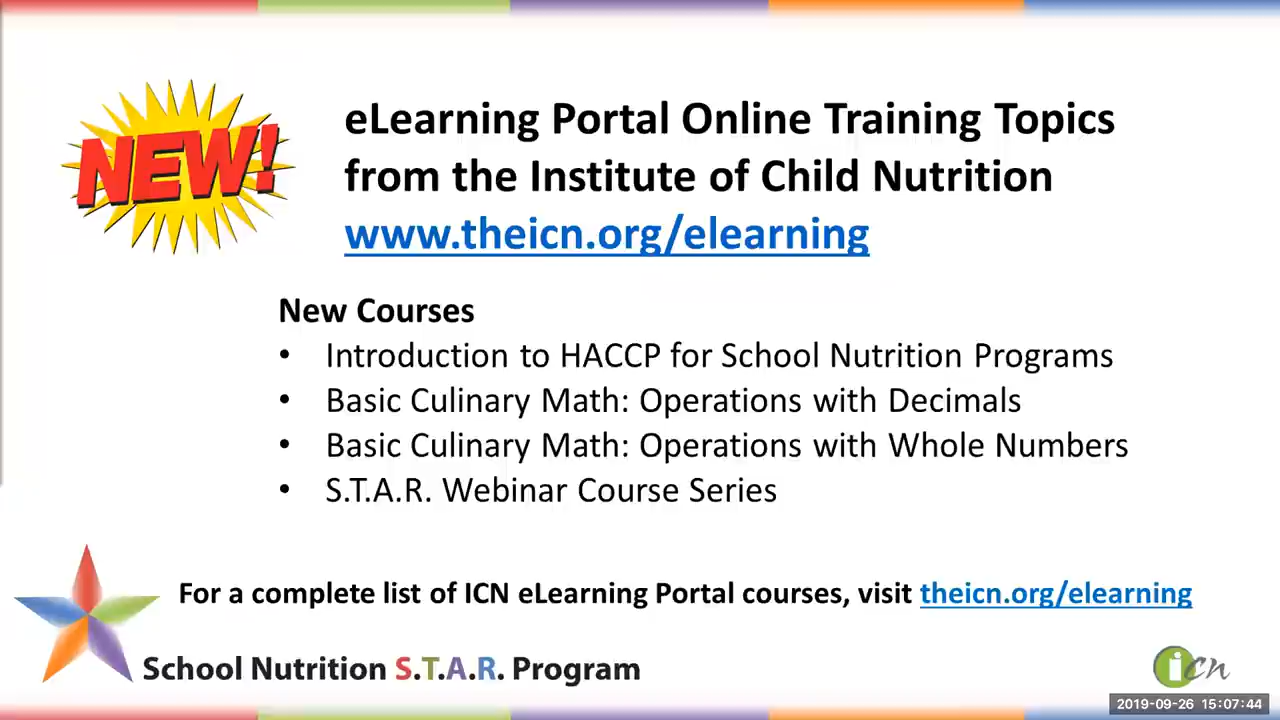 NEW!
eLearning Portal Online Training Topics
from the Institute of Child Nutrition
www.theicn.org/elearning
New Courses
• Introduction to HACCP for School Nutrition Programs
• Basic Culinary Math: Operations with Decimals
• Basic Culinary Math: Operations with Whole Numbers
• S.T.A.R. Webinar Course Series
For a complete list of ICN eLearning Portal courses, visit theicn.org/elearning
School Nutrition S.T.A.R. Program
icn
2019-09-26 15:07:44